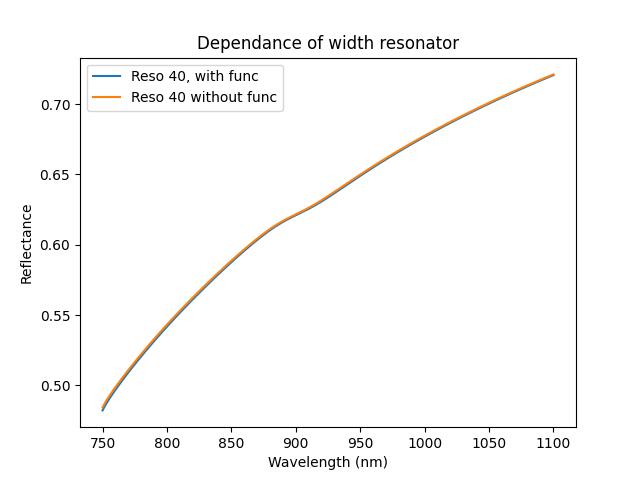 Dependance of width resonator
Reso 40, with func
Reso 40 without func
Reflectance
0.70
0.65
0.60
0.55
0.50
750 800 850 900 950 1000 1050 1100
Wavelength (nm)